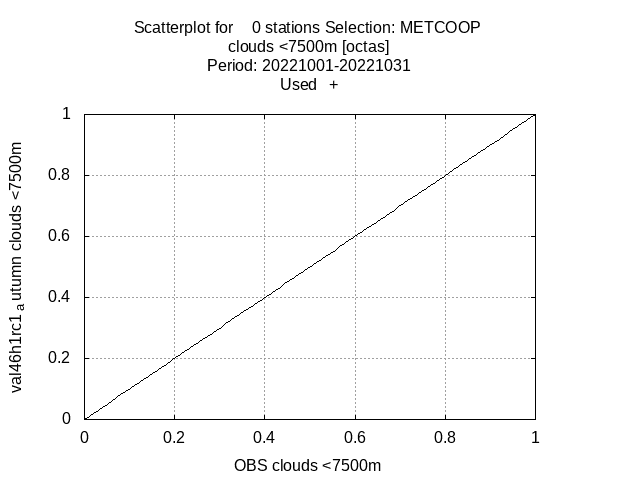 Scatterplot for    0 stations Selection: METCOOP
clouds <7500m [octas]
Period: 20221001-20221031
Used +
1
0.8
0.6
0.4
0.2
0
val46h1rc1 a utumn clouds <7500m
0 0.2 0.4 0.6 0.8 1
OBS clouds <7500m